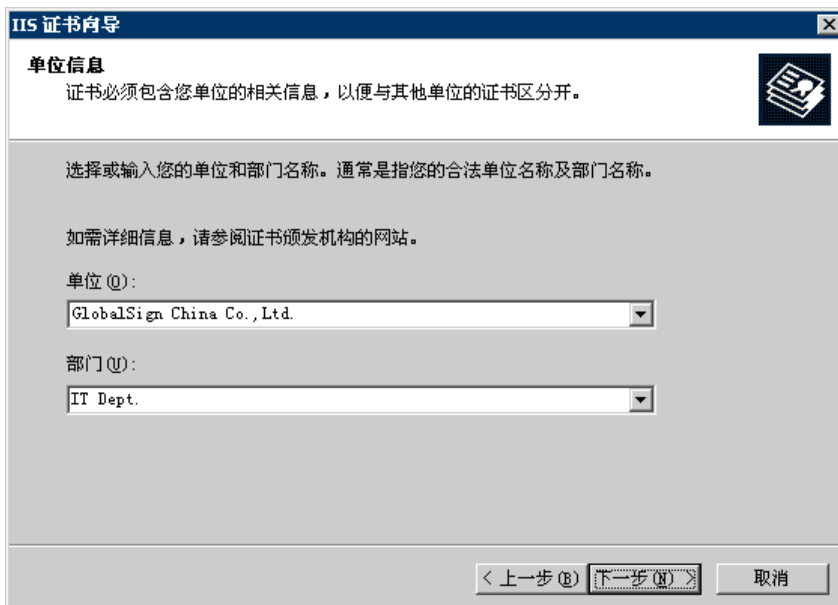 IIS 证书向导
单位信息
证书必须包含您单位的相关信息，以便与其他单位的证书区分开。
选择或输入您的单位和部门名称。通常是指您的合法单位名称及部门名称。
如需详细信息，请参阅证书颁发机构的网站。
单位(O):
GlobalSign China Co.,Ltd.
部门(U):
IT Dept.
< 上一步(B) 下一步(N) > 取消